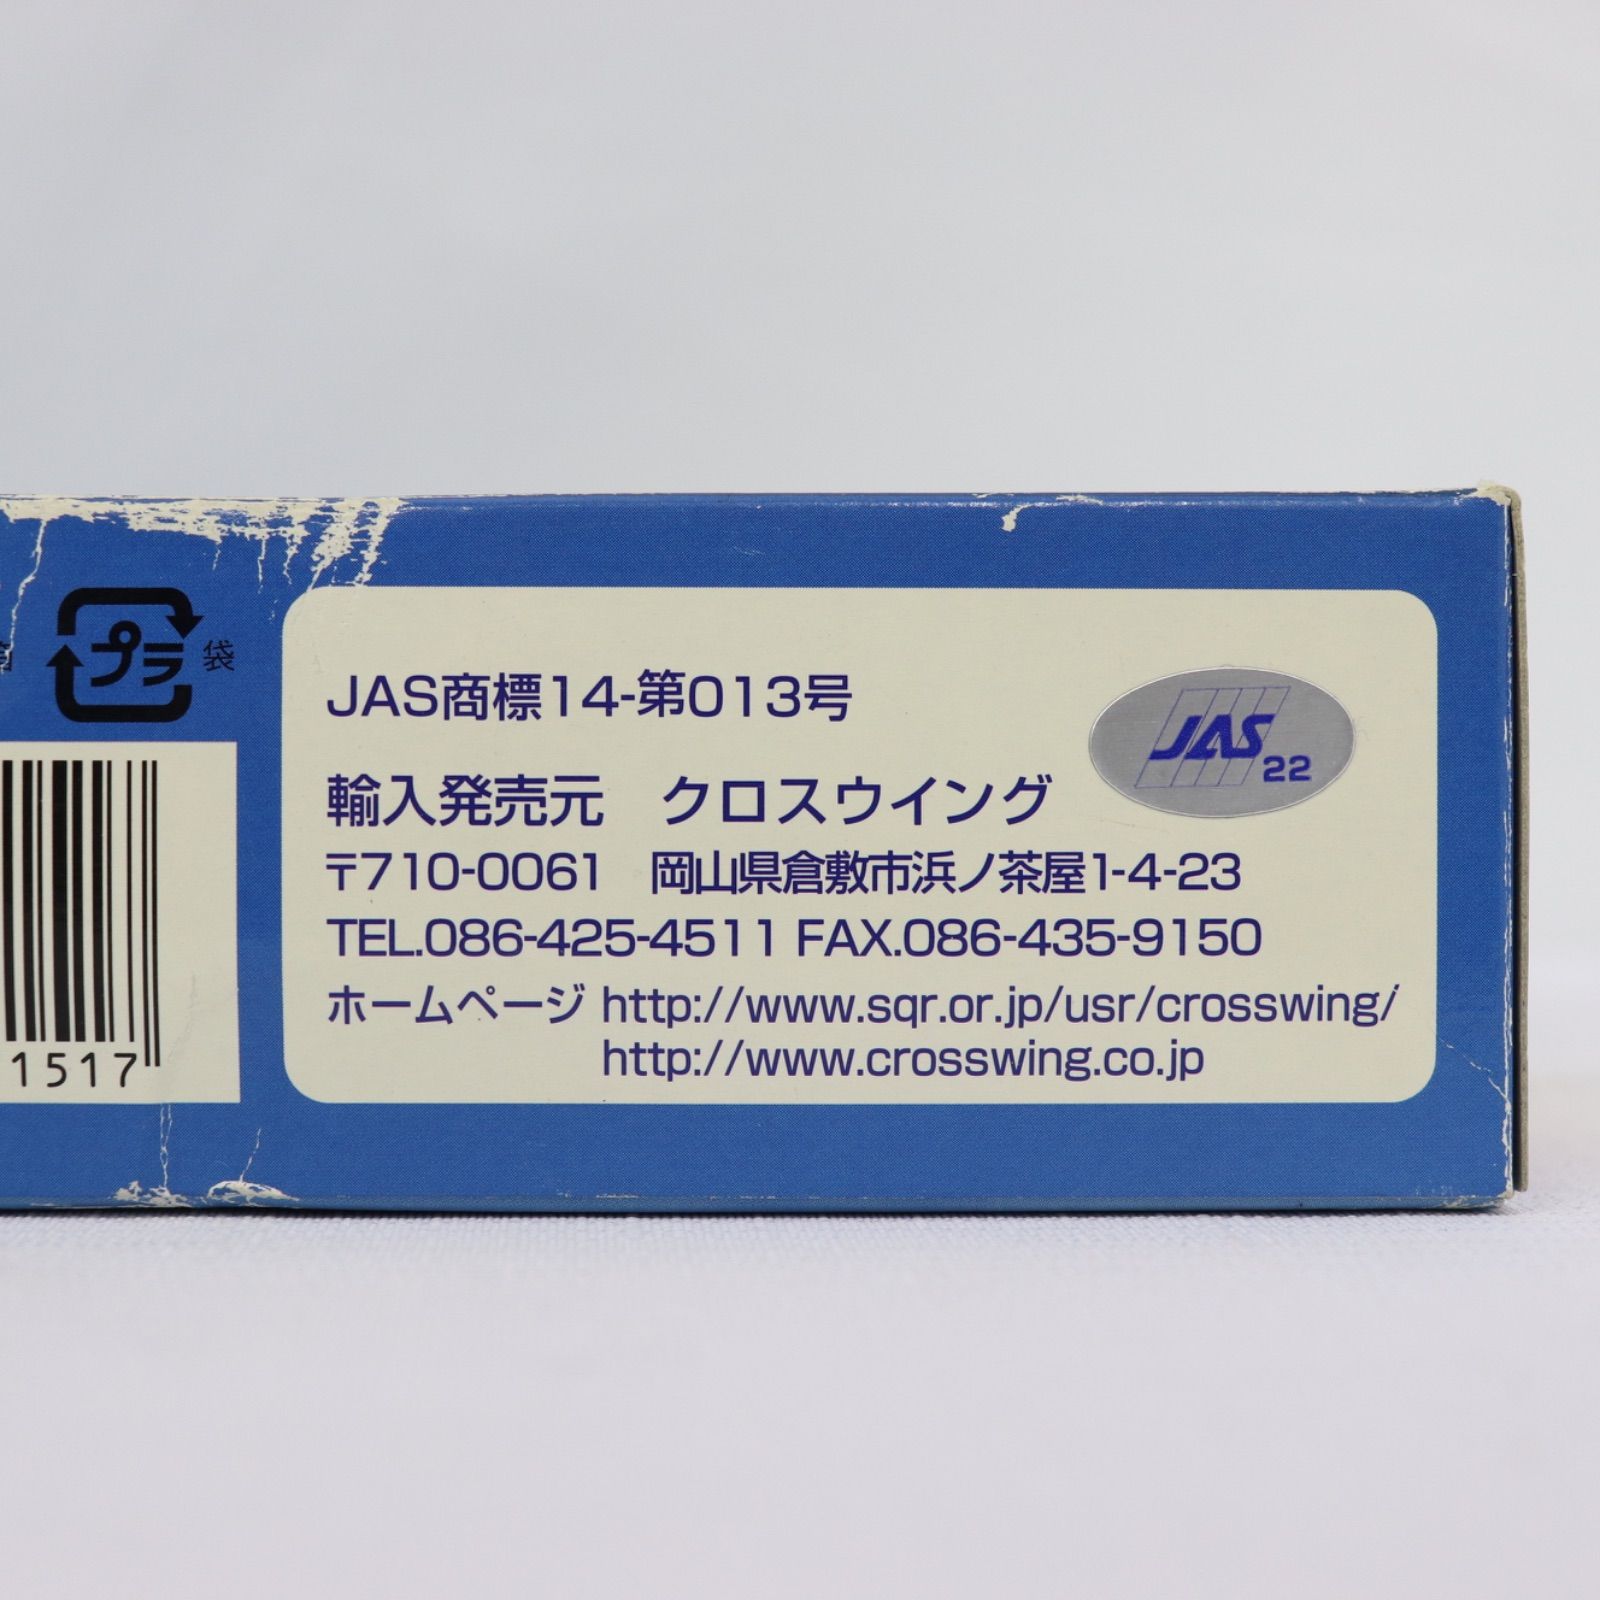 プラ 袋
1517
JAS商標14-第013号
JAS
22
輸入発売元　クロスウイング
〒710-0061　岡山県倉敷市浜ノ茶屋1-4-23
TEL.086-425-4511 FAX.086-435-9150
ホームページ http://www.sqr.or.jp/usr/crosswing/
http://www.crosswing.co.jp